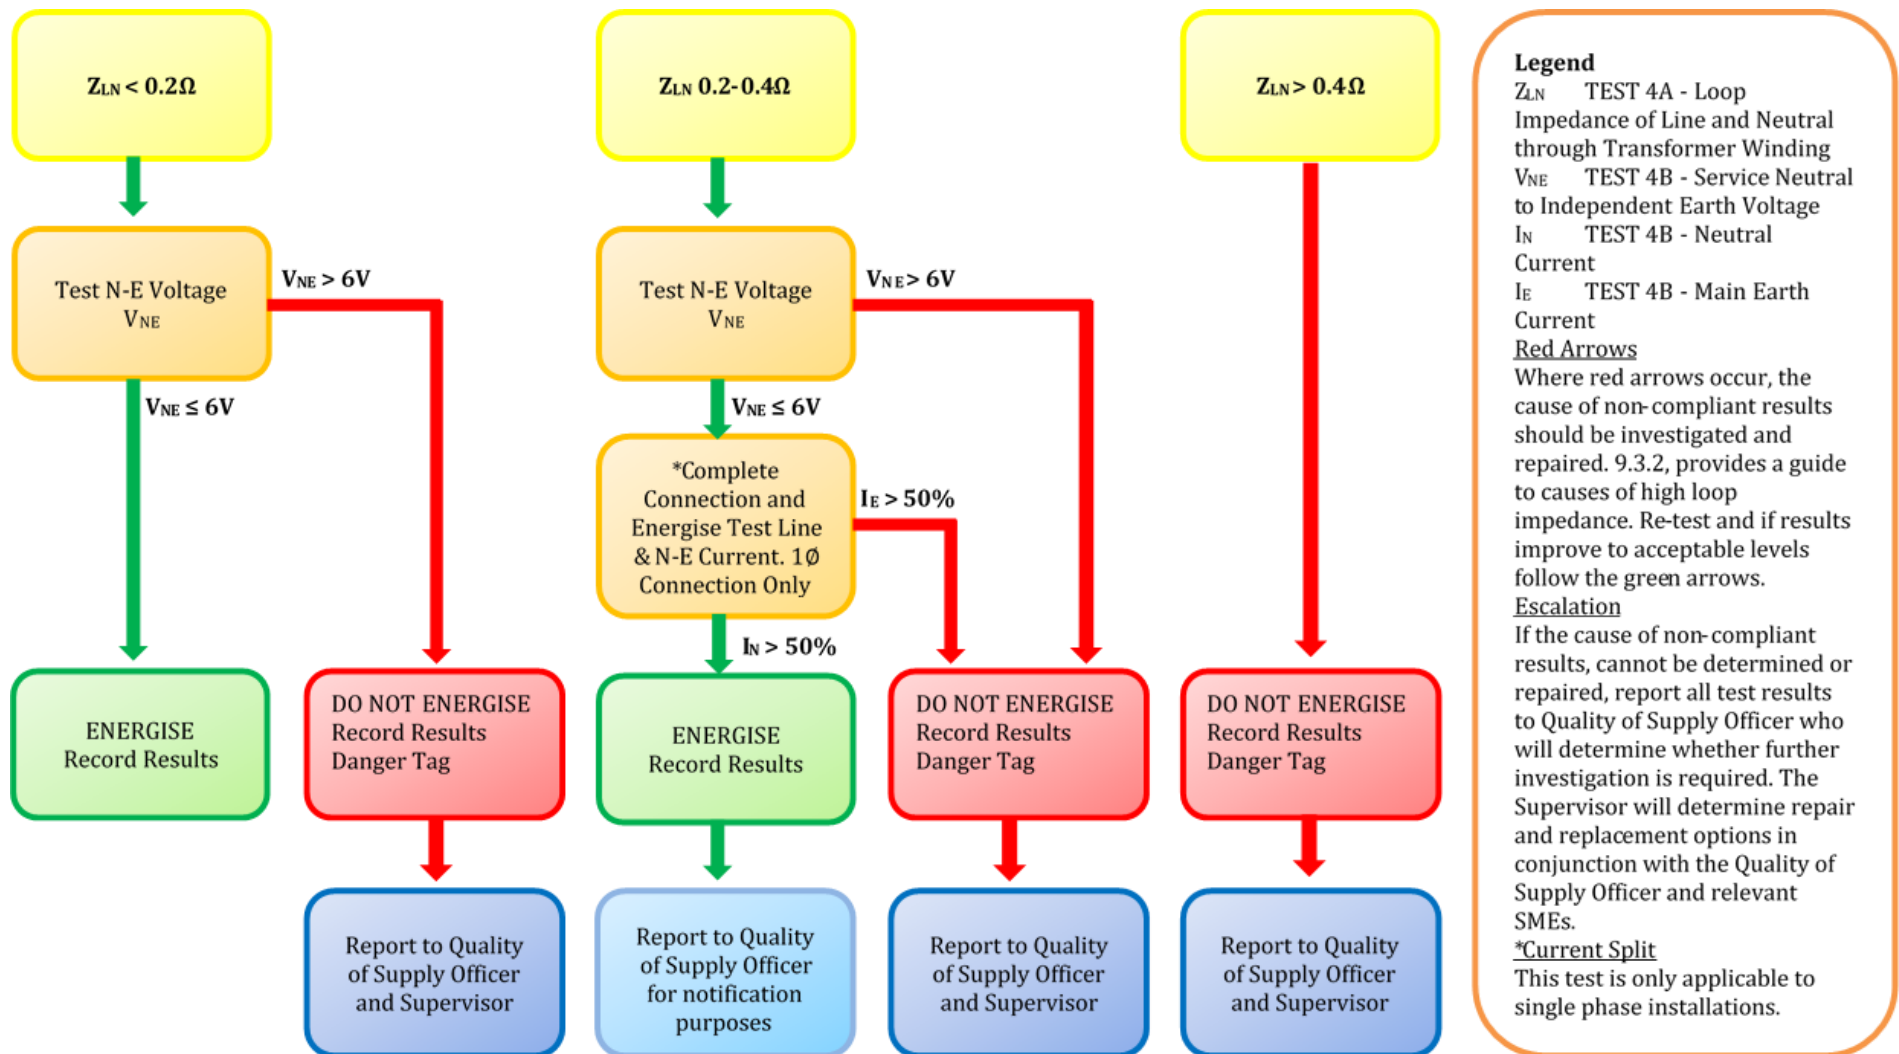 ZLN < 0.2Ω
ZLN 0.2-0.4Ω
ZLN > 0.4Ω
Test N-E Voltage
VNE
VNE > 6V
VNE ≤ 6V
Test N-E Voltage
VNE
VNE > 6V
VNE ≤ 6V
*Complete
Connection and
Energise Test Line
& N-E Current. 1Ø
Connection Only
IE > 50%
IN > 50%
ENERGISE
Record Results
DO NOT ENERGISE
Record Results
Danger Tag
ENERGISE
Record Results
DO NOT ENERGISE
Record Results
Danger Tag
DO NOT ENERGISE
Record Results
Danger Tag
Report to Quality
of Supply Officer
and Supervisor
Report to Quality
of Supply Officer
for notification
purposes
Report to Quality
of Supply Officer
and Supervisor
Report to Quality
of Supply Officer
and Supervisor
Legend
ZLN TEST 4A - Loop
Impedance of Line and Neutral
through Transformer Winding
VNE TEST 4B - Service Neutral
to Independent Earth Voltage
IN TEST 4B - Neutral
Current
IE TEST 4B - Main Earth
Current
Red Arrows
Where red arrows occur, the
cause of non-compliant results
should be investigated and
repaired. 9.3.2, provides a guide
to causes of high loop
impedance. Re-test and if results
improve to acceptable levels
follow the green arrows.
Escalation
If the cause of non-compliant
results, cannot be determined or
repaired, report all test results
to Quality of Supply Officer who
will determine whether further
investigation is required. The
Supervisor will determine repair
and replacement options in
conjunction with the Quality of
Supply Officer and relevant
SMEs.
*Current Split
This test is only applicable to
single phase installations.